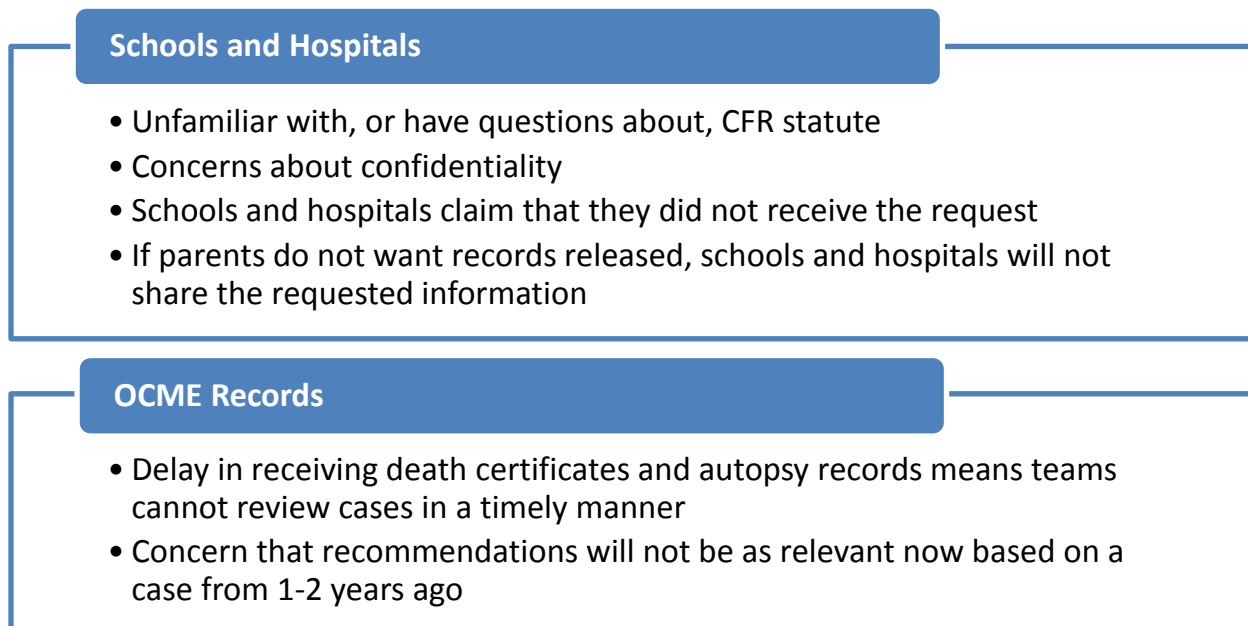 Schools and Hospitals
• Unfamiliar with, or have questions about, CFR statute
• Concerns about confidentiality
• Schools and hospitals claim that they did not receive the request
• If parents do not want records released, schools and hospitals will not
share the requested information
OCME Records
• Delay in receiving death certificates and autopsy records means teams
cannot review cases in a timely manner
• Concern that recommendations will not be as relevant now based on a
case from 1-2 years ago